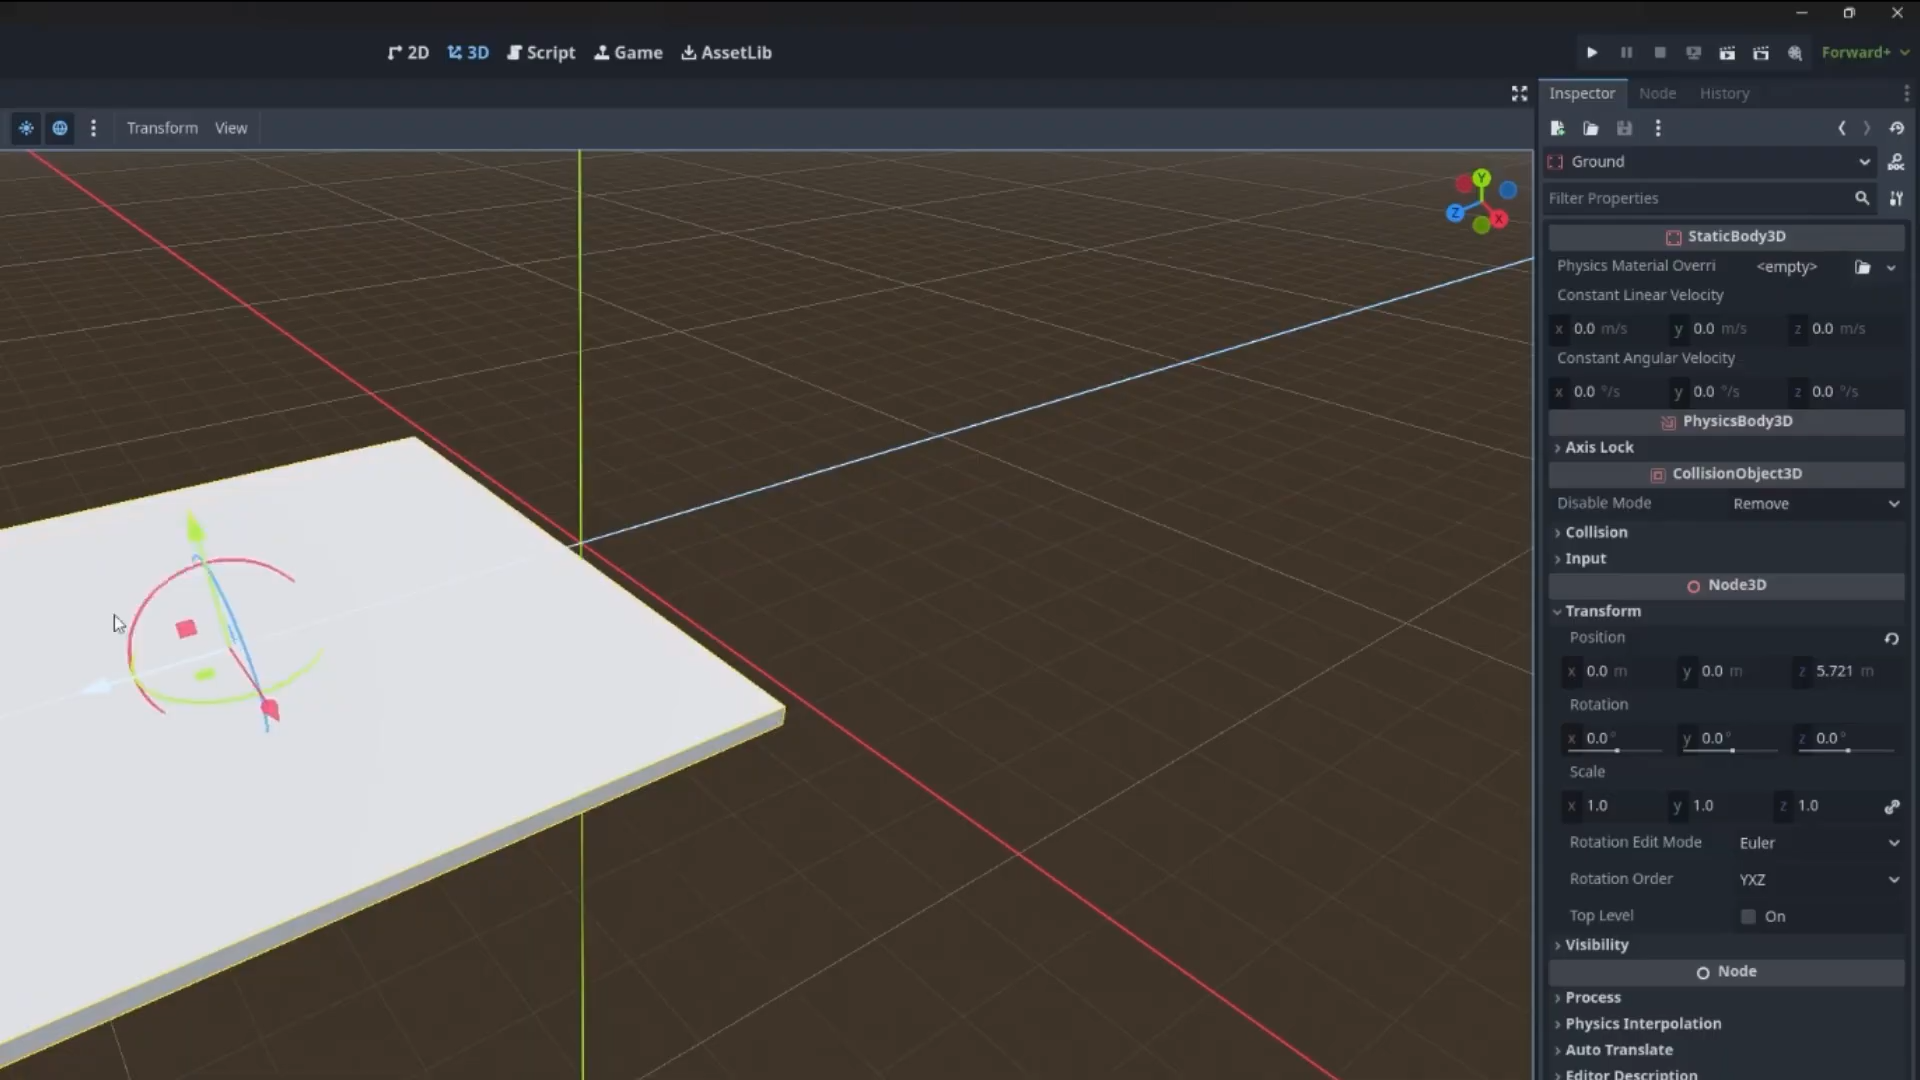 2D 3D Script Game AssetLib Forward+
Inspector Node History
Transform View
Ground
Filter Properties
Y
Z X
StaticBody3D
Physics Material Overri <empty>
Constant Linear Velocity
x 0.0 m/s y 0.0 m/s z 0.0 m/s
Constant Angular Velocity
x 0.0 °/s y 0.0 °/s z 0.0 °/s
PhysicsBody3D
Axis Lock
CollisionObject3D
Disable Mode Remove
Collision
Input
Node3D
Transform
Position
x 0.0 m y 0.0 m z 5.721 m
Rotation
x 0.0 ° y 0.0 ° z 0.0 °
Scale
x 1.0 y 1.0 z 1.0
Rotation Edit Mode Euler
Rotation Order YXZ
Top Level On
Visibility
Node
Process
Physics Interpolation
Auto Translate
Editor Description